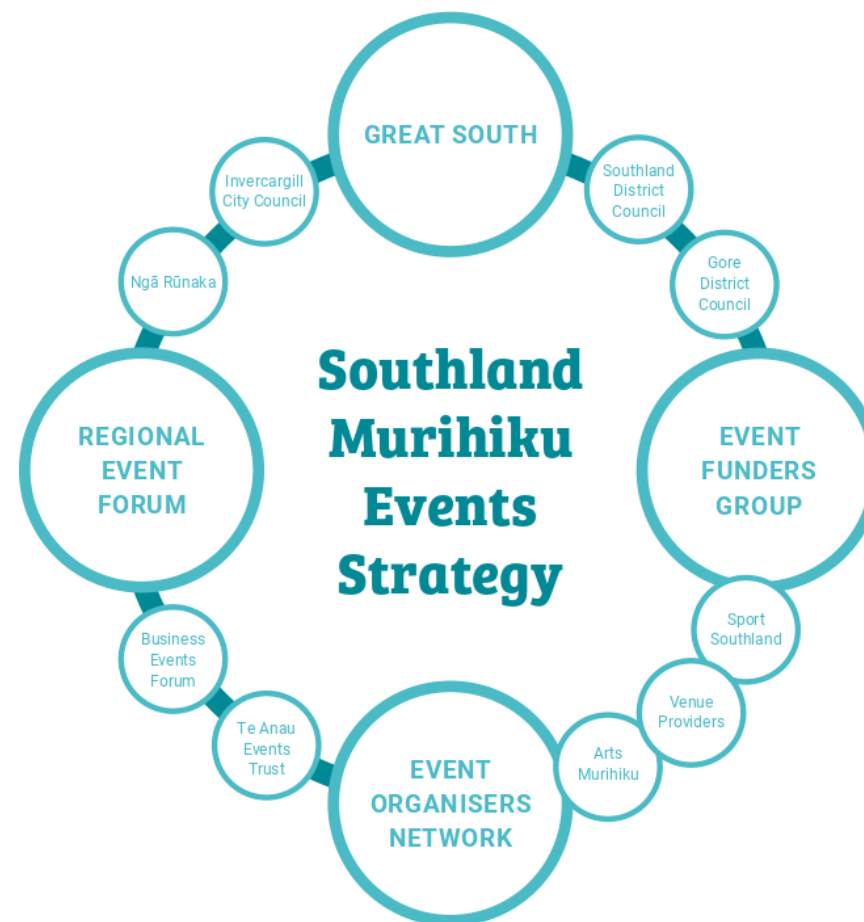 GREAT SOUTH
Southland
District
Council
Gore
District
Council
EVENT
FUNDERS
GROUP
Sport
Southland
Venue
Providers
Arts
Murihiku
EVENT
ORGANISERS
NETWORK
Te Anau
Events
Trust
Business
Events
Forum
REGIONAL
EVENT
FORUM
Ngā Rūnaka
Invercargill
City Council
Southland
Murihiku
Events
Strategy